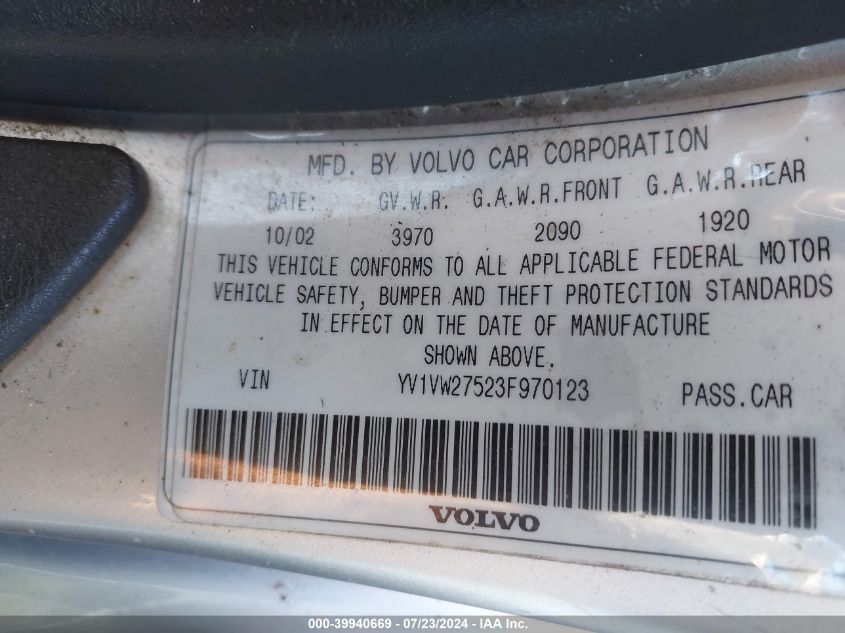 MFD. BY VOLVO CAR CORPORATION
DATE: GV.W.R. G.A.W.R.FRONT G.A.W.R.REAR
10/02 3970 2090 1920
THIS VEHICLE CONFORMS TO ALL APPLICABLE FEDERAL MOTOR
VEHICLE SAFETY, BUMPER AND THEFT PROTECTION STANDARDS
IN EFFECT ON THE DATE OF MANUFACTURE
SHOWN ABOVE.
VIN YV1VW27523F970123 PASS.CAR
VOLVO
000-39940669 / 07/23/2024 - IAAI.COM